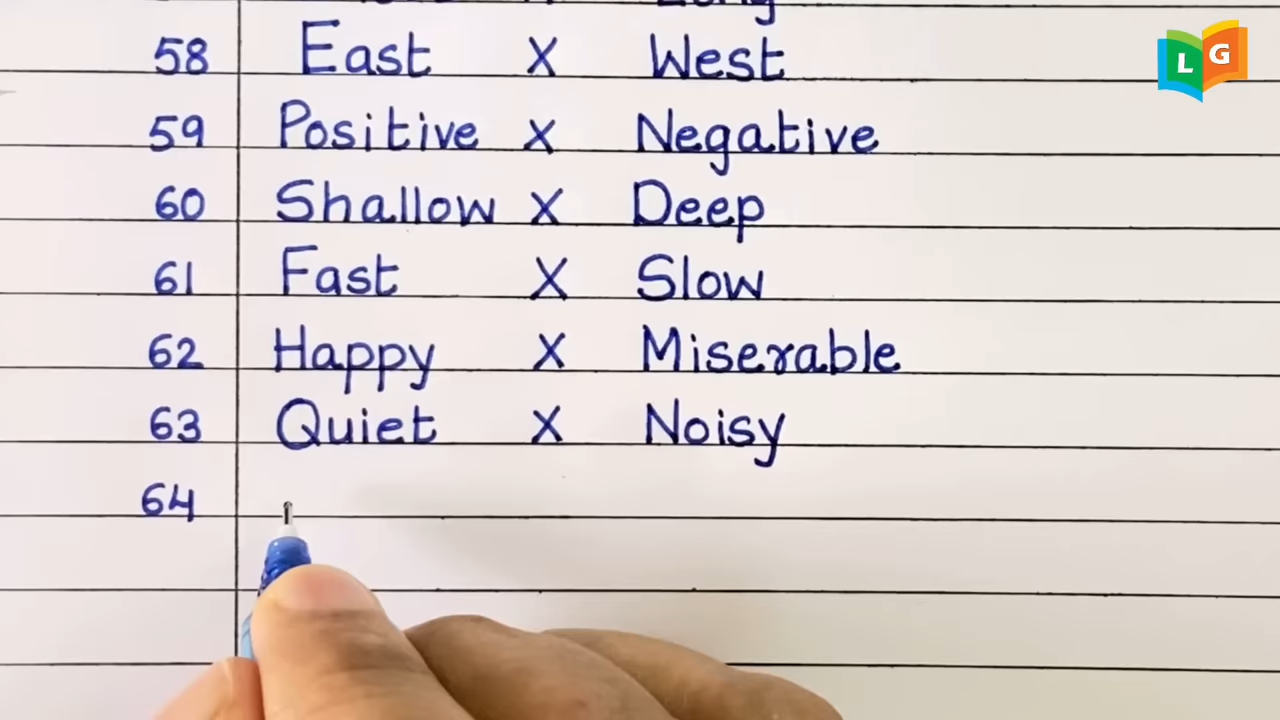 Long
58 East X West
59 Positive X Negative
60 Shallow X Deep
61 Fast X Slow
62 Happy X Miserable
63 Quiet X Noisy
64
L G